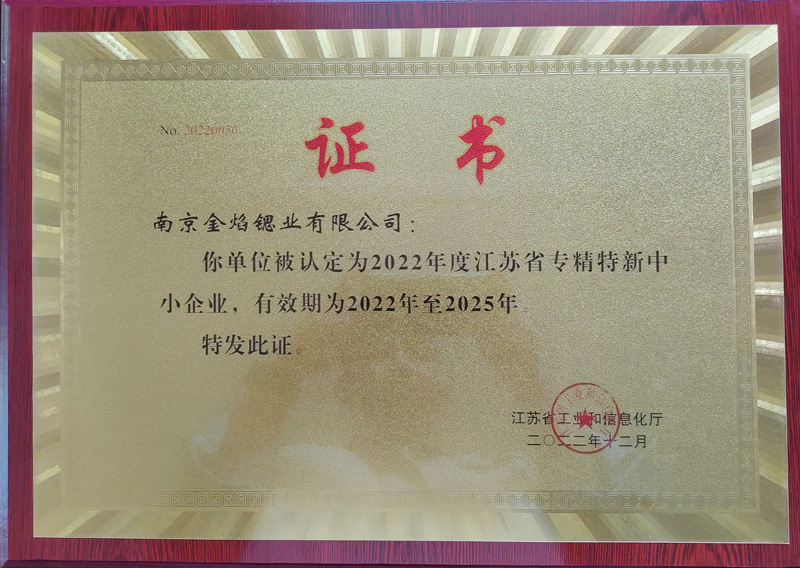 No.
证书
南京金焰锶业有限公司：
你单位被认定为2022年度江苏省专精特新中
小企业，有效期为2022年至2025年。
特发此证。
江苏省工业和信息化厅
二〇二二年十二月